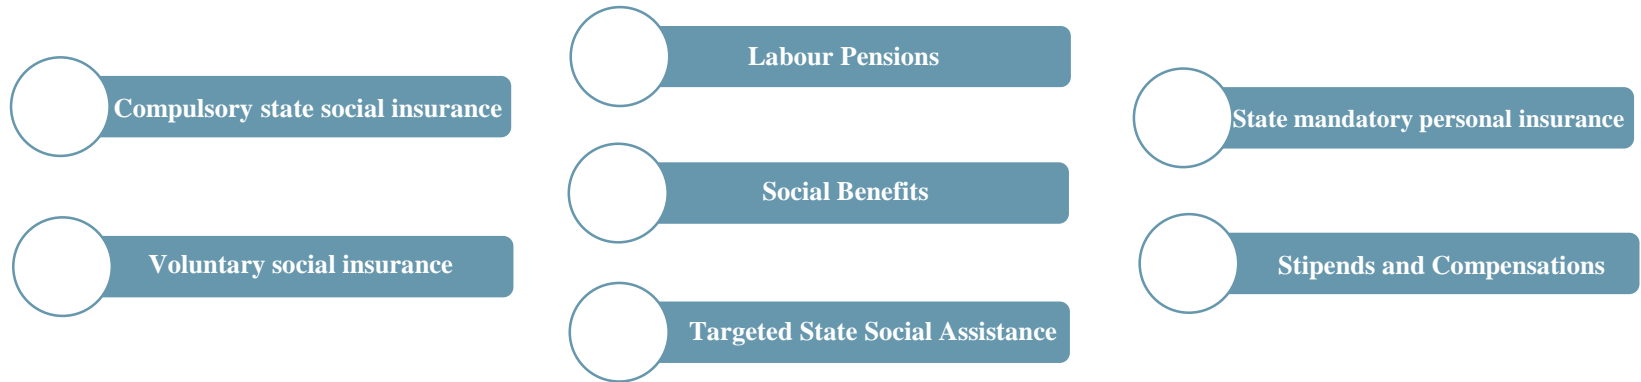 Compulsory state social insurance
Voluntary social insurance
Labour Pensions
Social Benefits
Targeted State Social Assistance
State mandatory personal insurance
Stipends and Compensations